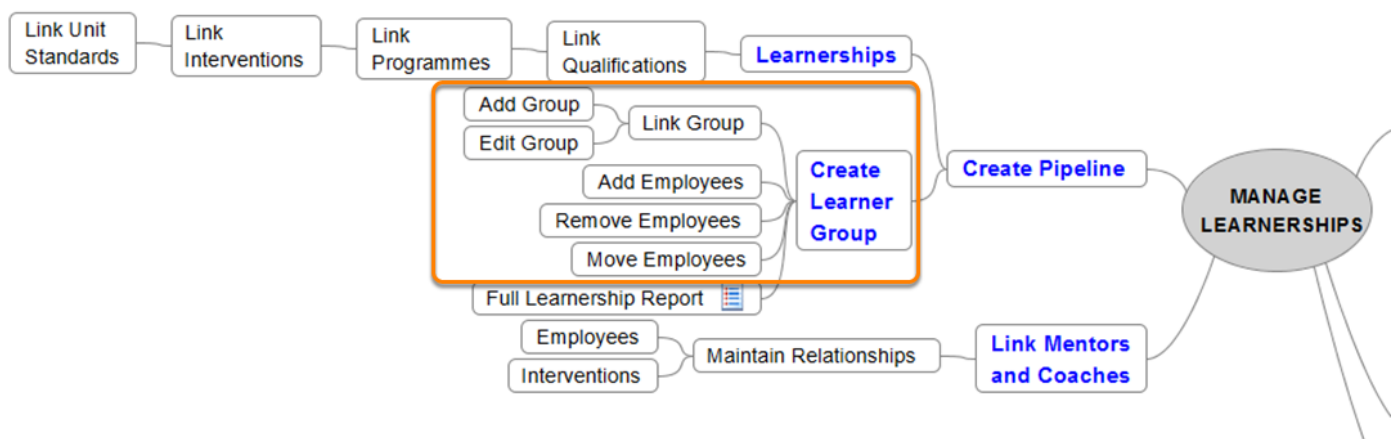 Link Unit
Standards
Link
Interventions
Link
Programmes
Link
Qualifications
Learnerships
Add Group
Edit Group
Link Group
Add Employees
Remove Employees
Move Employees
Full Learnership Report
Create
Learner
Group
Create Pipeline
MANAGE
LEARNERSHIPS
Employees
Interventions
Maintain Relationships
Link Mentors
and Coaches